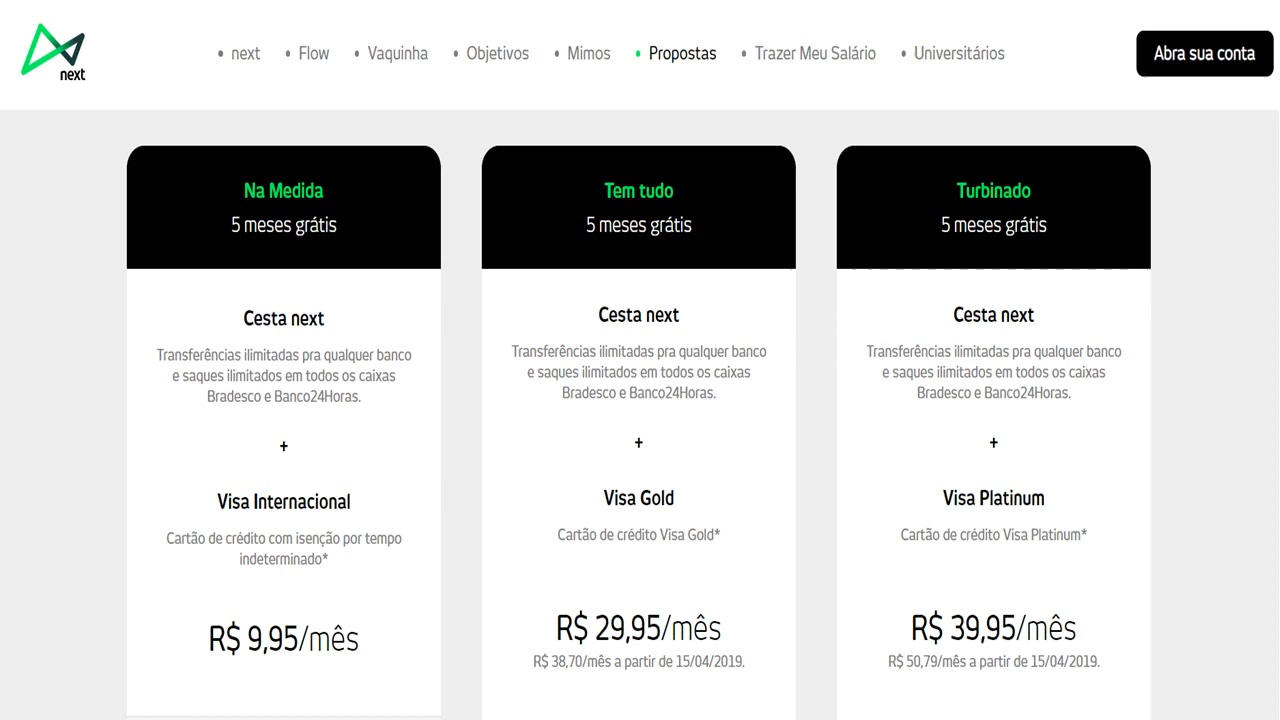 next
next
Flow
Vaquinha
Objetivos
Mimos
Propostas
Trazer Meu Salário
Universitários
Abra sua conta
Na Medida
5 meses grátis
Cesta next
Transferências ilimitadas pra qualquer banco
e saques ilimitados em todos os caixas
Bradesco e Banco24Horas.
+
Visa Internacional
Cartão de crédito com isenção por tempo
indeterminado*
R$ 9,95/mês
Tem tudo
5 meses grátis
Cesta next
Transferências ilimitadas pra qualquer banco
e saques ilimitados em todos os caixas
Bradesco e Banco24Horas.
+
Visa Gold
Cartão de crédito Visa Gold*
R$ 29,95/mês
R$ 38,70/mês a partir de 15/04/2019.
Turbinado
5 meses grátis
Cesta next
Transferências ilimitadas pra qualquer banco
e saques ilimitados em todos os caixas
Bradesco e Banco24Horas.
+
Visa Platinum
Cartão de crédito Visa Platinum*
R$ 39,95/mês
R$ 50,79/mês a partir de 15/04/2019.